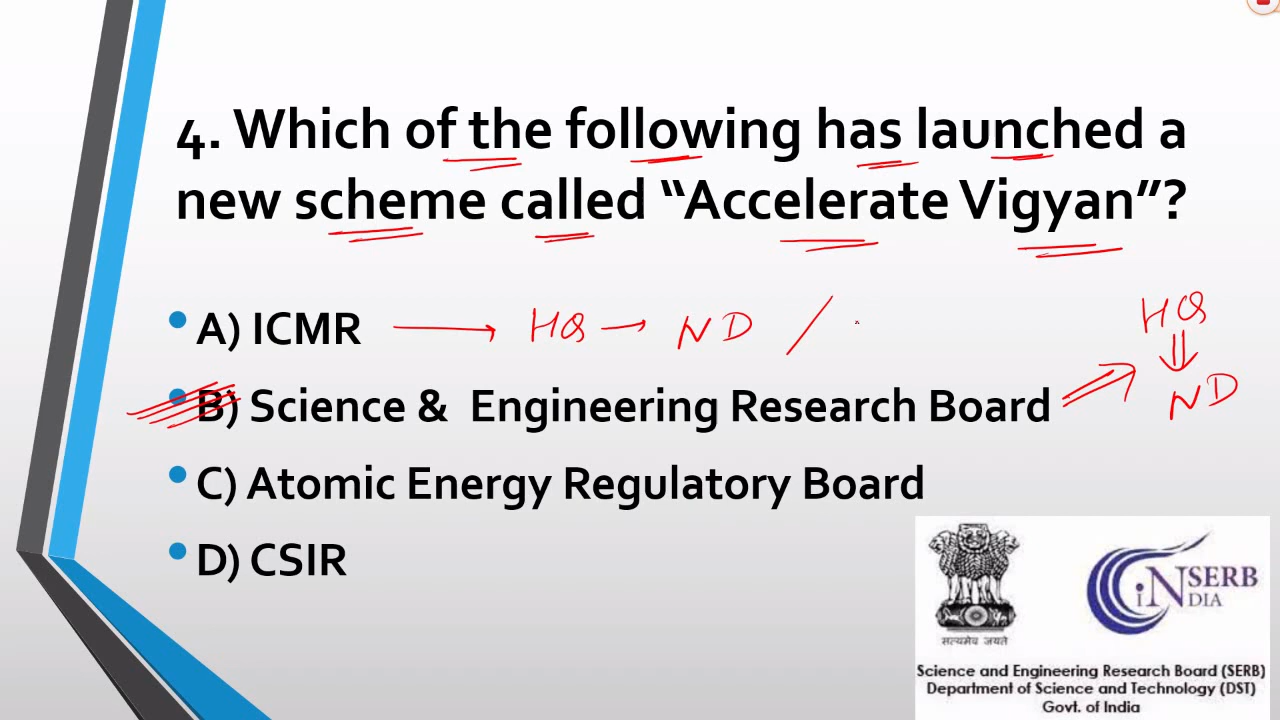 4. Which of the following has launched a
new scheme called “Accelerate Vigyan”?
A) ICMR → HQ → ND /
HQ
B) Science & Engineering Research Board
ND
C) Atomic Energy Regulatory Board
D) CSIR
सत्यमेव जयते
SERB
iNDIA
Science and Engineering Research Board (SERB)
Department of Science and Technology (DST)
Govt. of India